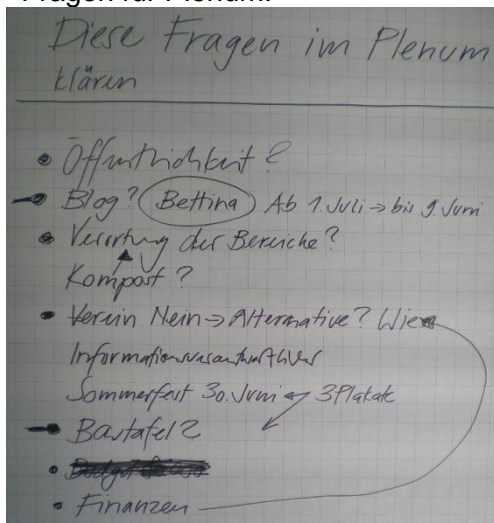 Fragen für Plenum:
Diese Fragen im Plenum
klären
• Öffentlichkeit?
• Blog? Bettina Ab 1. Juli → bis 9. Juni
• Verortung der Bereiche?
Kompost?
• Verein Nein → Alternative? Wie
Informationsverantwortlicher
Sommerfest 30. Juni 3 Plakate
• Bautafel?
• Finanzen